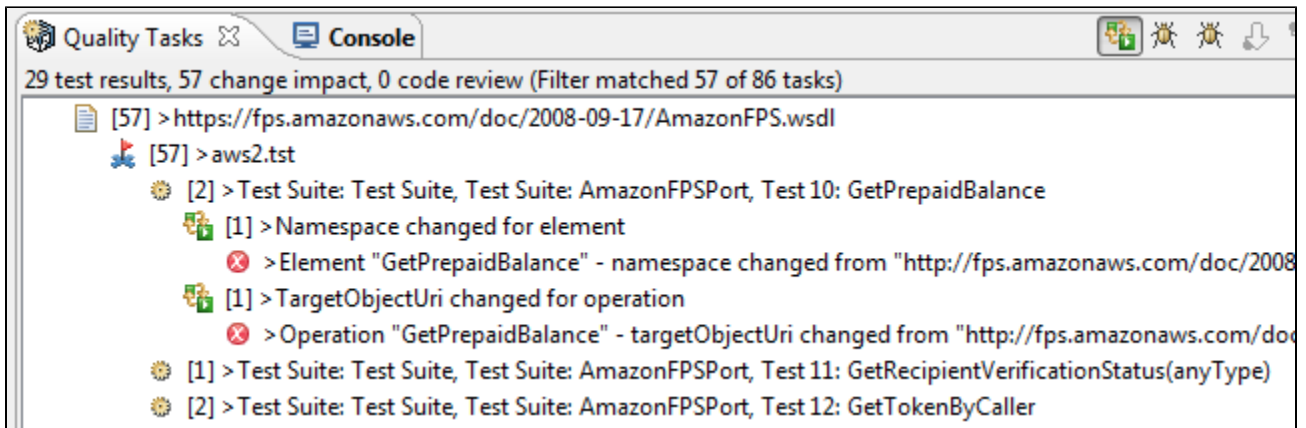 Quality Tasks Console
29 test results, 57 change impact, 0 code review (Filter matched 57 of 86 tasks)
[57] >https://fps.amazonaws.com/doc/2008-09-17/AmazonFPS.wsdl
[57] >aws2.tst
[2] >Test Suite: Test Suite, Test Suite: AmazonFPSPort, Test 10: GetPrepaidBalance
[1] >Namespace changed for element
>Element "GetPrepaidBalance" - namespace changed from "http://fps.amazonaws.com/doc/2008
[1] >TargetObjectUri changed for operation
>Operation "GetPrepaidBalance" - targetObjectUri changed from "http://fps.amazonaws.com/doc
[1] >Test Suite: Test Suite, Test Suite: AmazonFPSPort, Test 11: GetRecipientVerificationStatus(anyType)
[2] >Test Suite: Test Suite, Test Suite: AmazonFPSPort, Test 12: GetTokenByCaller